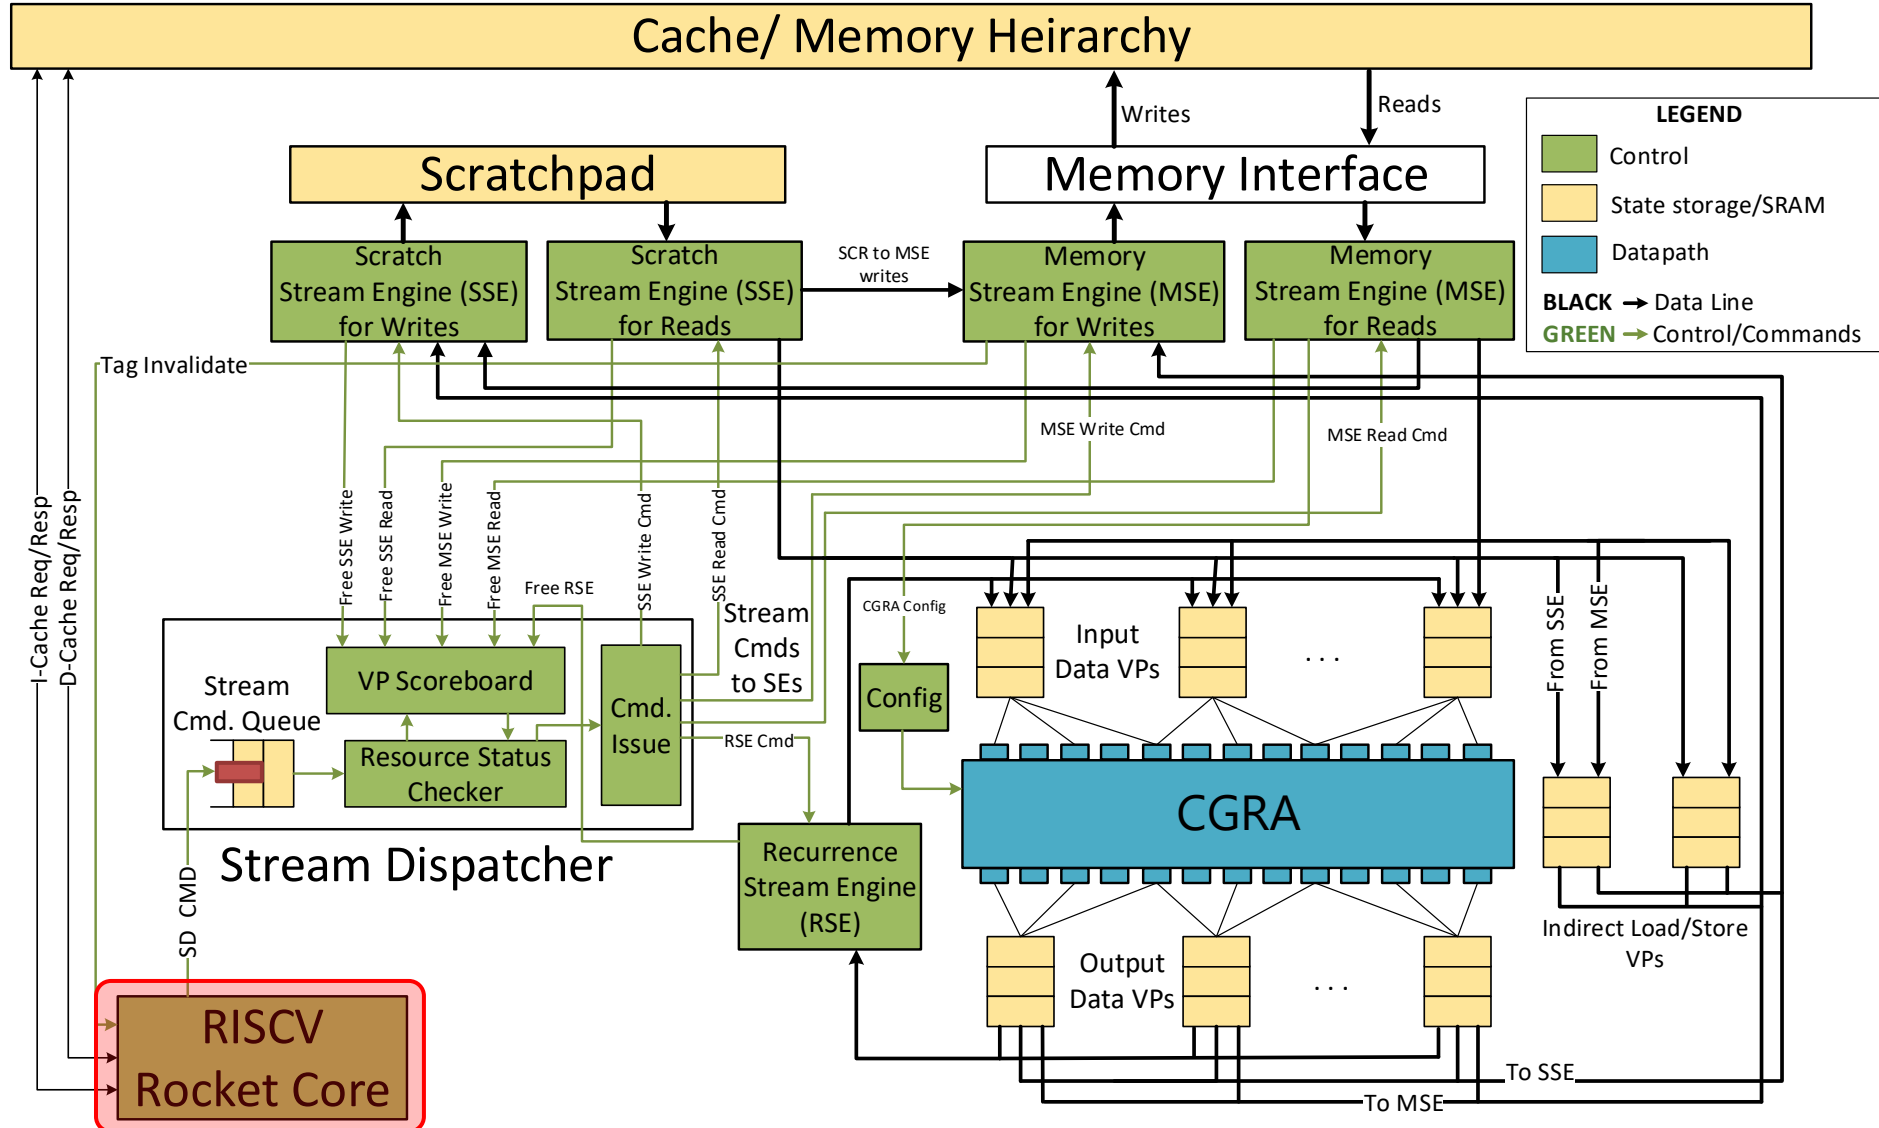 Cache/ Memory Heirarchy
Writes
Reads
LEGEND
Control
State storage/SRAM
Datapath
BLACK → Data Line
GREEN → Control/Commands
Scratchpad
Memory Interface
Scratch
Stream Engine (SSE)
for Writes
Scratch
Stream Engine (SSE)
for Reads
SCR to MSE
writes
Memory
Stream Engine (MSE)
for Writes
Memory
Stream Engine (MSE)
for Reads
Tag Invalidate
MSE Write Cmd
MSE Read Cmd
I-Cache Req/Resp
D-Cache Req/Resp
Free SSE Write
Free SSE Read
Free MSE Write
Free MSE Read
Free RSE
SSE Write Cmd
SSE Read Cmd
Stream
Cmds
to SEs
CGRA Config
Input
Data VPs
. . .
From SSE
From MSE
VP Scoreboard
Stream
Cmd. Queue
Resource Status
Checker
Cmd.
Issue
RSE Cmd
Config
CGRA
Stream Dispatcher
Recurrence
Stream Engine
(RSE)
SD CMD
Indirect Load/Store
VPs
Output
Data VPs
. . .
RISCV
Rocket Core
To SSE
To MSE